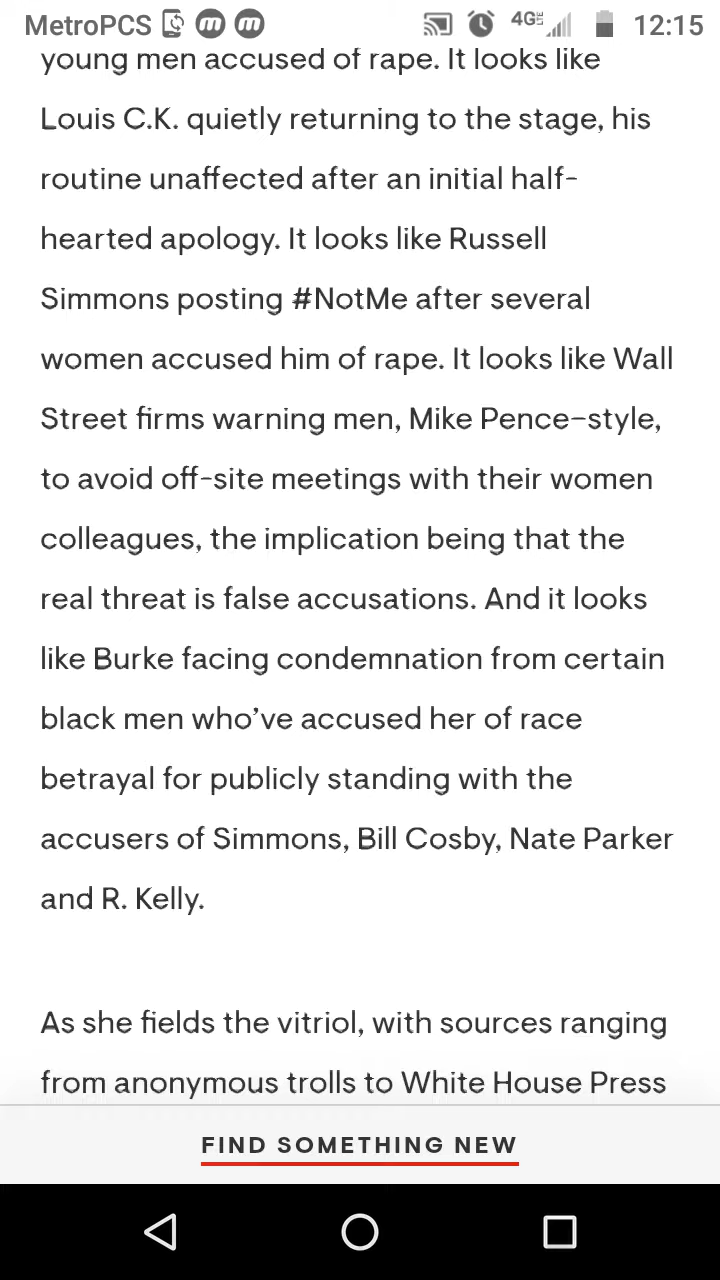 MetroPCS m m 4G LTE 12:15
young men accused of rape. It looks like
Louis C.K. quietly returning to the stage, his
routine unaffected after an initial half-
hearted apology. It looks like Russell
Simmons posting #NotMe after several
women accused him of rape. It looks like Wall
Street firms warning men, Mike Pence–style,
to avoid off-site meetings with their women
colleagues, the implication being that the
real threat is false accusations. And it looks
like Burke facing condemnation from certain
black men who’ve accused her of race
betrayal for publicly standing with the
accusers of Simmons, Bill Cosby, Nate Parker
and R. Kelly.
As she fields the vitriol, with sources ranging
from anonymous trolls to White House Press
FIND SOMETHING NEW